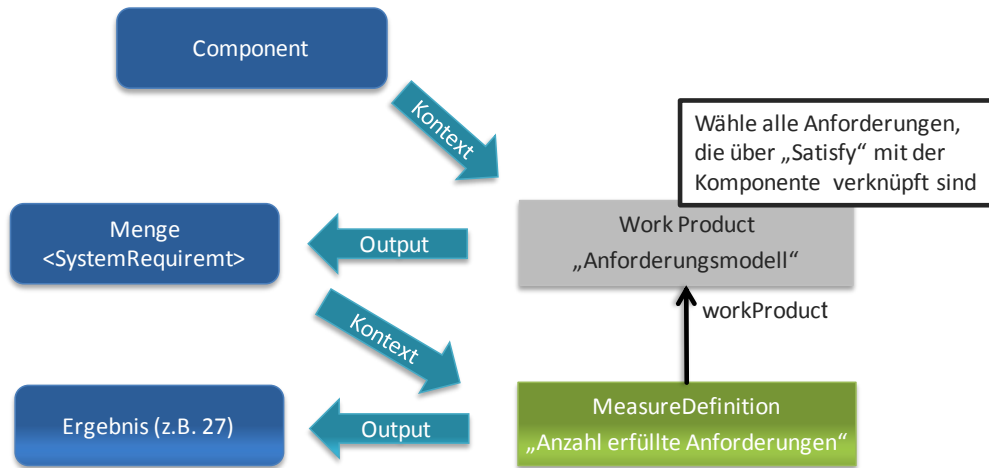 Component
Kontext
Wähle alle Anforderungen,
die über „Satisfy“ mit der
Komponente verknüpft sind
Menge
<SystemRequiremt>
Output
Work Product
„Anforderungsmodell“
workProduct
Kontext
Ergebnis (z.B. 27)
Output
MeasureDefinition
„Anzahl erfüllte Anforderungen“